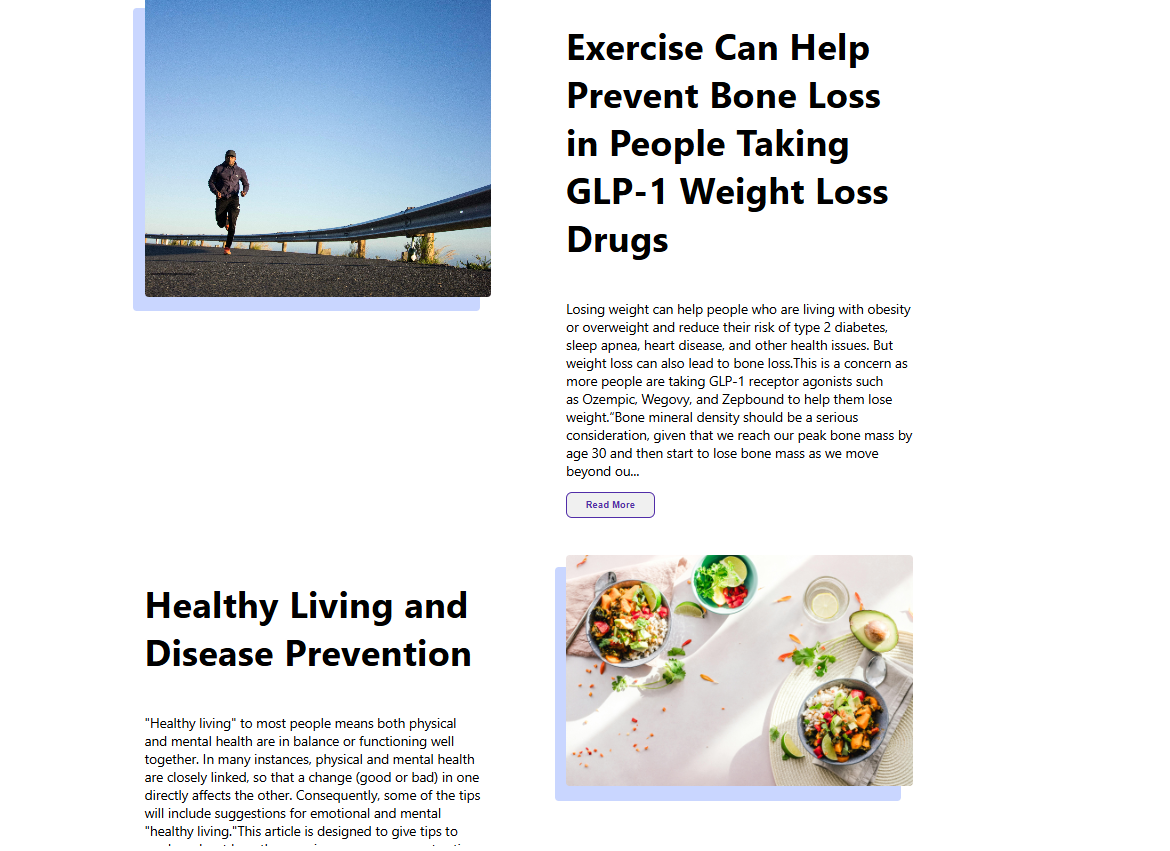 Exercise Can Help
Prevent Bone Loss
in People Taking
GLP-1 Weight Loss
Drugs
Losing weight can help people who are living with obesity
or overweight and reduce their risk of type 2 diabetes,
sleep apnea, heart disease, and other health issues. But
weight loss can also lead to bone loss.This is a concern as
more people are taking GLP-1 receptor agonists such
as Ozempic, Wegovy, and Zepbound to help them lose
weight.“Bone mineral density should be a serious
consideration, given that we reach our peak bone mass by
age 30 and then start to lose bone mass as we move
beyond ou...
Read More
Healthy Living and
Disease Prevention
"Healthy living" to most people means both physical
and mental health are in balance or functioning well
together. In many instances, physical and mental health
are closely linked, so that a change (good or bad) in one
directly affects the other. Consequently, some of the tips
will include suggestions for emotional and mental
"healthy living."This article is designed to give tips to